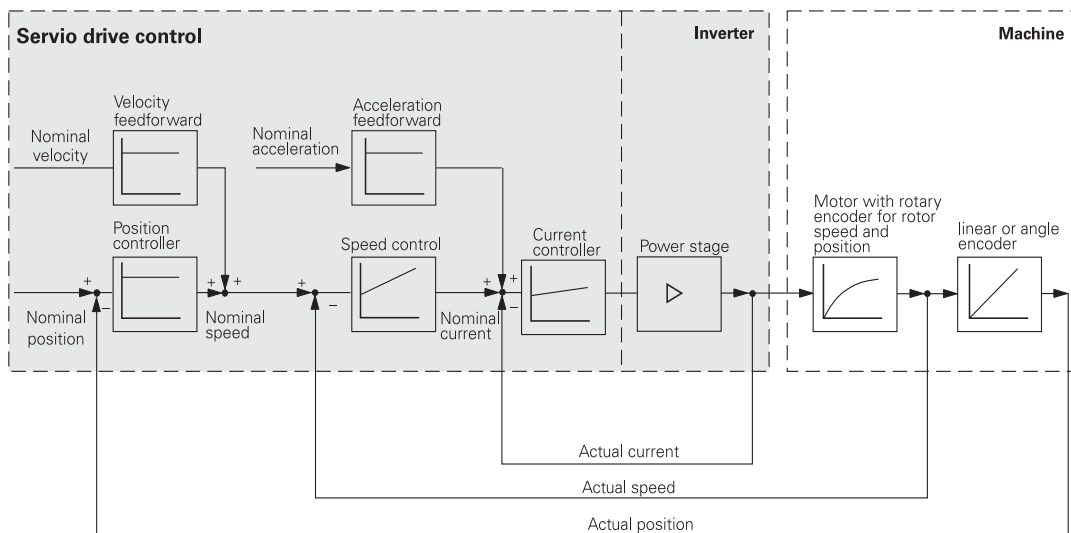 Servio drive control
Inverter
Machine
Velocity
feedforward
Acceleration
feedforward
Nominal
velocity
Nominal
acceleration
Position
controller
Speed control
Current
controller
Power stage
Motor with rotary
encoder for rotor
speed and
position
linear or angle
encoder
+
−
+
+
+
−
+
+
−
Nominal
position
Nominal
speed
Nominal
current
Actual current
Actual speed
Actual position